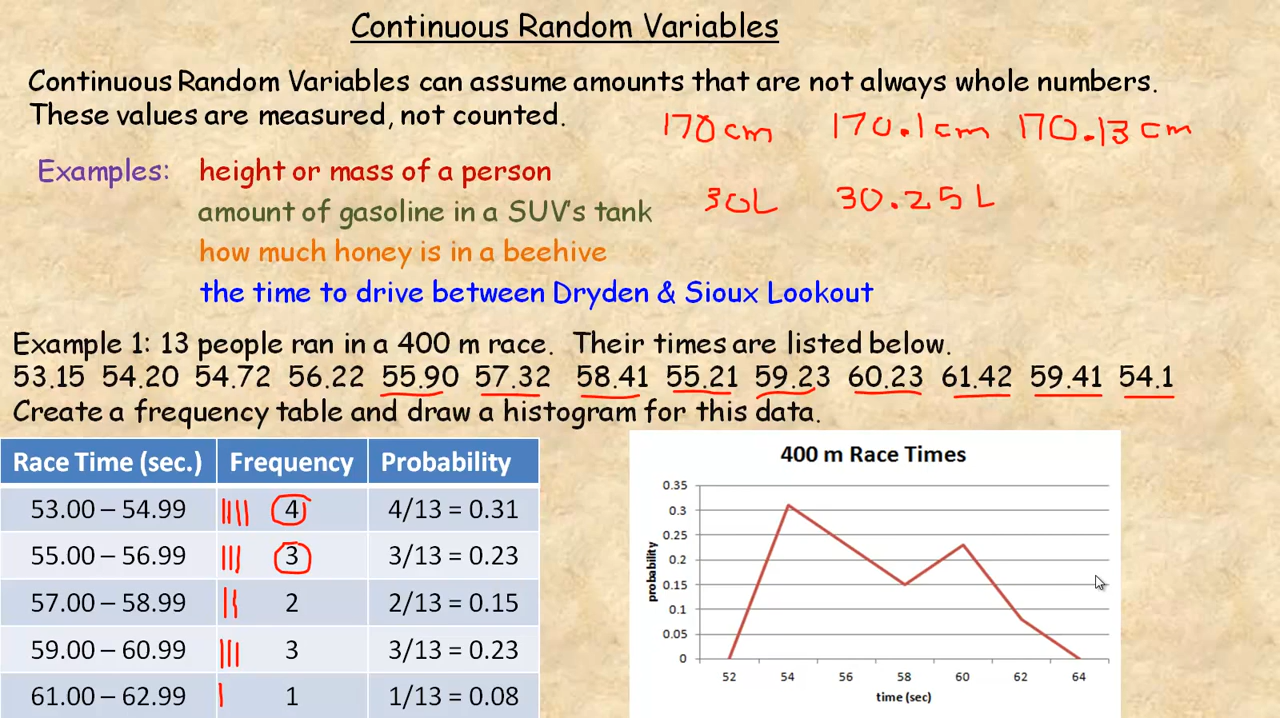 Continuous Random Variables
Continuous Random Variables can assume amounts that are not always whole numbers.
These values are measured, not counted.
170cm 170.1cm 170.13cm
Examples: height or mass of a person
amount of gasoline in a SUV's tank
30L 30.25L
how much honey is in a beehive
the time to drive between Dryden & Sioux Lookout
Example 1: 13 people ran in a 400 m race. Their times are listed below.
53.15 54.20 54.72 56.22 55.90 57.32 58.41 55.21 59.23 60.23 61.42 59.41 54.1
Create a frequency table and draw a histogram for this data.
Race Time (sec.) Frequency Probability
53.00 – 54.99 4 4/13 = 0.31
55.00 – 56.99 3 3/13 = 0.23
57.00 – 58.99 2 2/13 = 0.15
59.00 – 60.99 3 3/13 = 0.23
61.00 – 62.99 1 1/13 = 0.08
400 m Race Times
probability
0.35
0.3
0.25
0.2
0.15
0.1
0.05
0
52 54 56 58 60 62 64
time (sec)